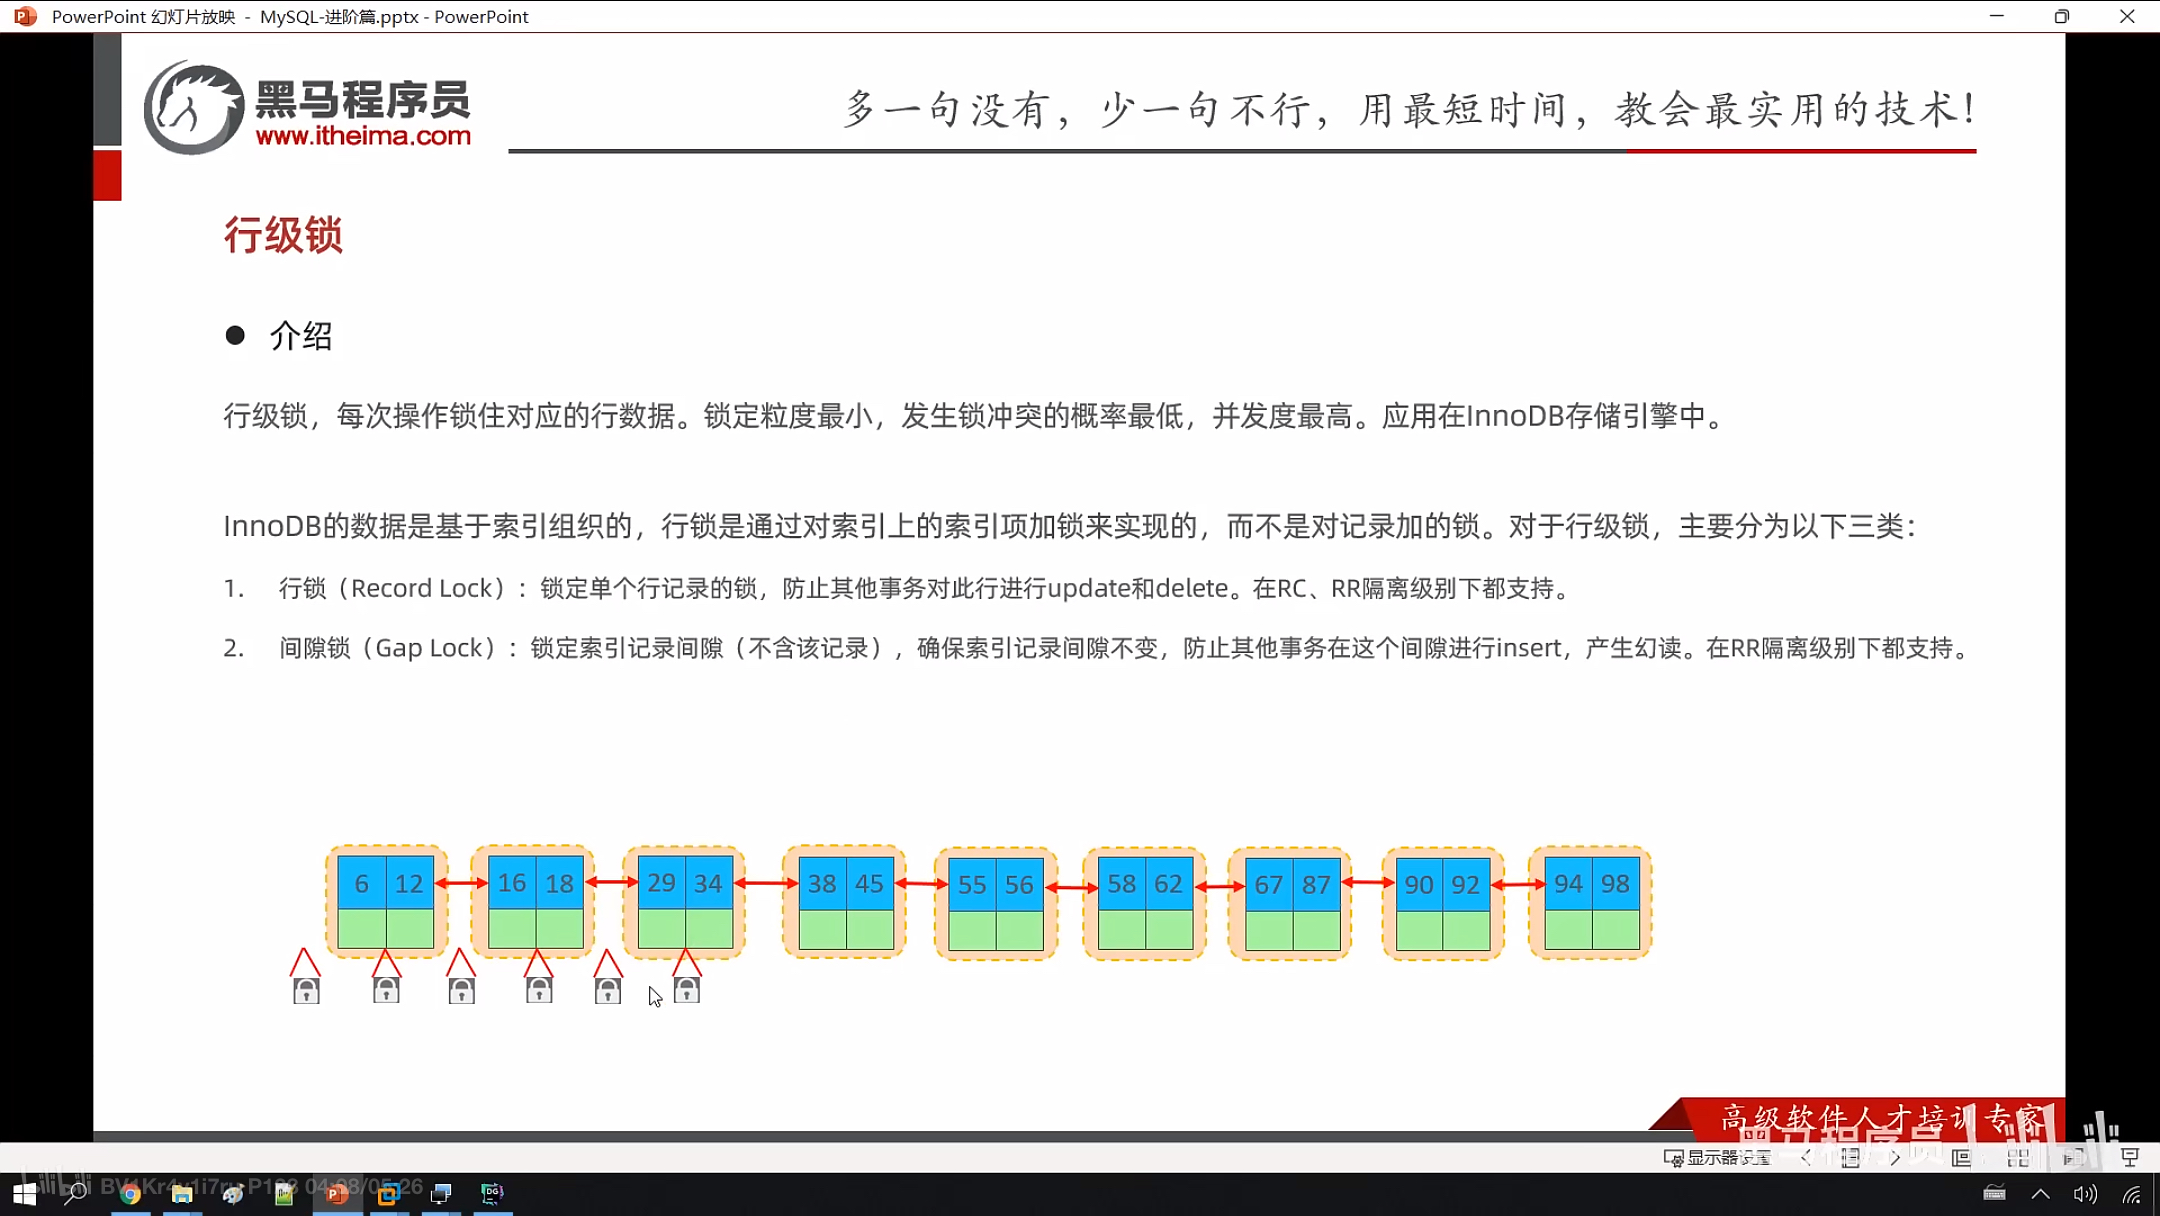 PowerPoint 幻灯片放映 - MySQL-进阶篇.pptx - PowerPoint
黑马程序员
www.itheima.com
多一句没有，少一句不行，用最短时间，教会最实用的技术！
行级锁
● 介绍
行级锁，每次操作锁住对应的行数据。锁定粒度最小，发生锁冲突的概率最低，并发度最高。应用在InnoDB存储引擎中。
InnoDB的数据是基于索引组织的，行锁是通过对索引上的索引项加锁来实现的，而不是对记录加的锁。对于行级锁，主要分为以下三类：
1. 行锁（Record Lock）：锁定单个行记录的锁，防止其他事务对此行进行update和delete。在RC、RR隔离级别下都支持。
2. 间隙锁（Gap Lock）：锁定索引记录间隙（不含该记录），确保索引记录间隙不变，防止其他事务在这个间隙进行insert，产生幻读。在RR隔离级别下都支持。
6 12 16 18 29 34 38 45 55 56 58 62 67 87 90 92 94 98
高级软件人才培训专家
黑马程序员
显示器设置